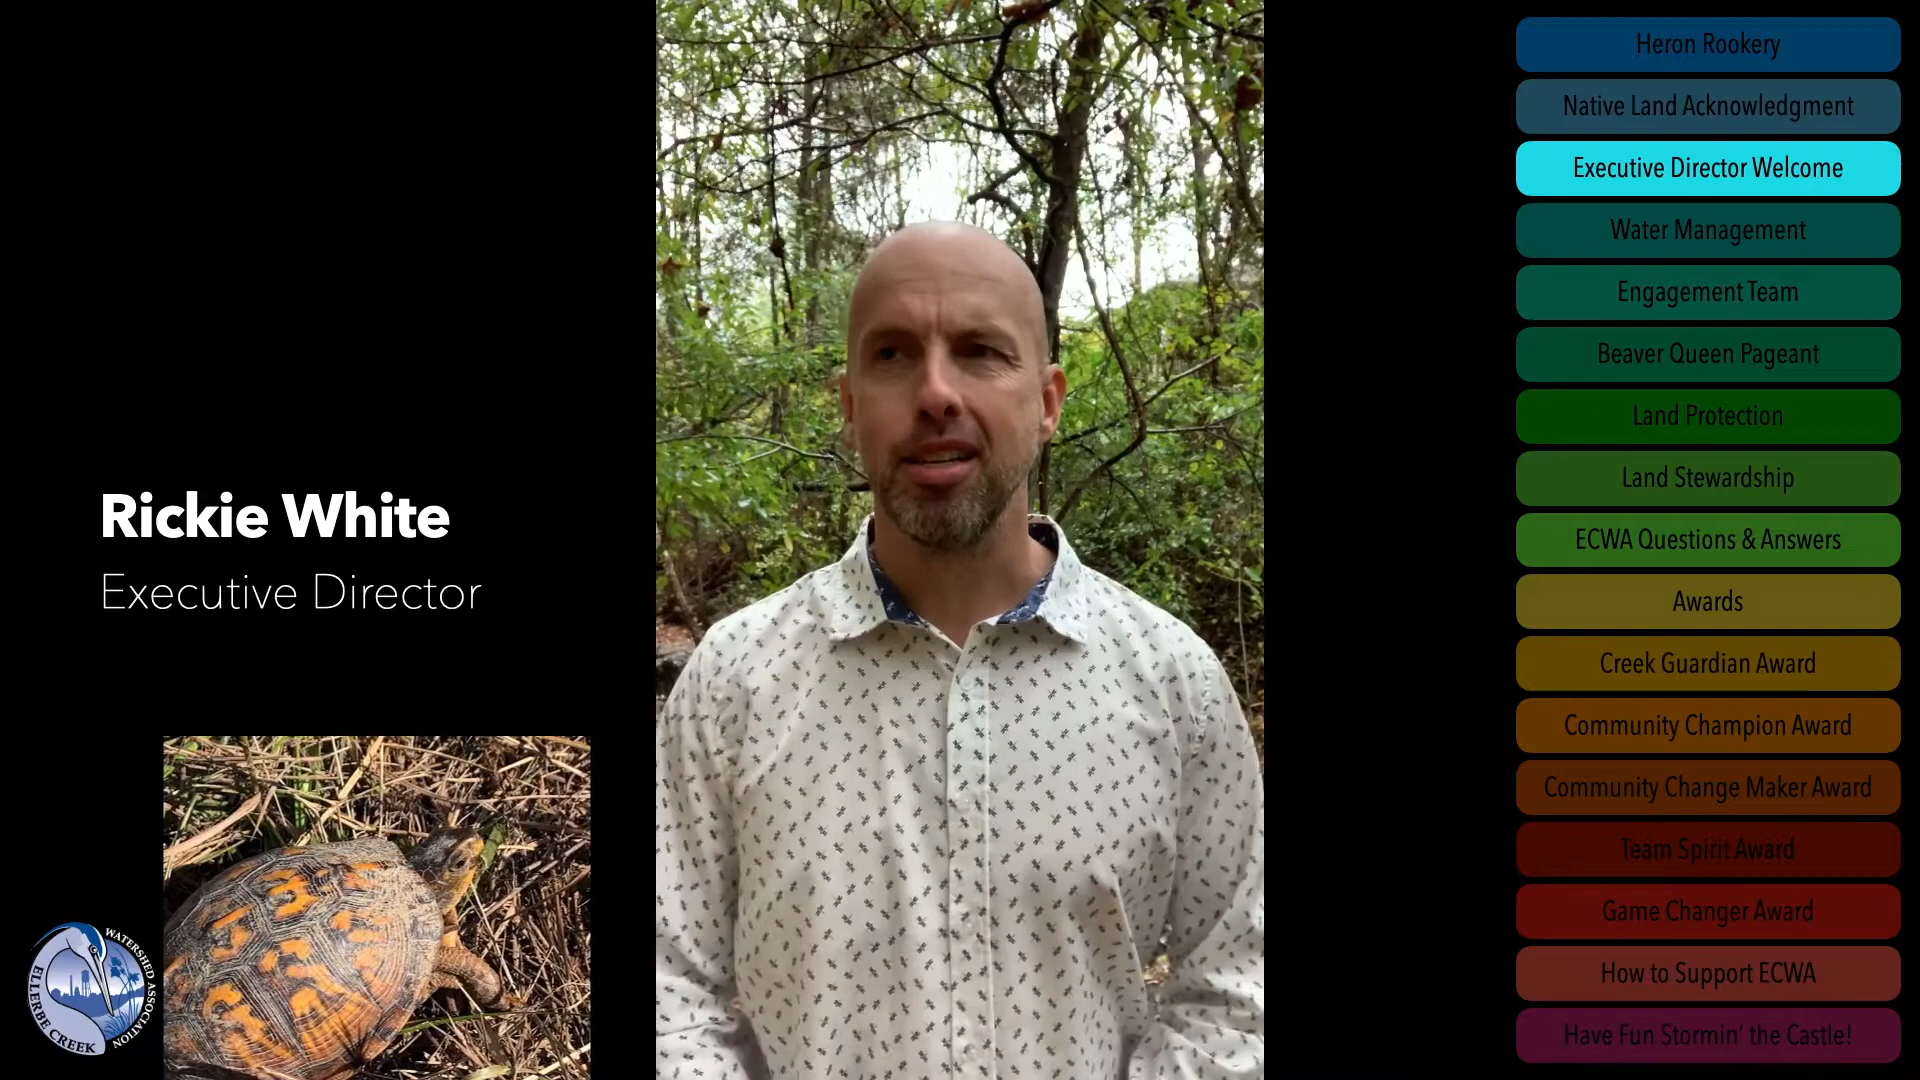 Rickie White
Executive Director
WATERSHED ASSOCIATION
ELLERBE CREEK
Heron Rookery
Native Land Acknowledgment
Executive Director Welcome
Water Management
Engagement Team
Beaver Queen Pageant
Land Protection
Land Stewardship
ECWA Questions & Answers
Awards
Creek Guardian Award
Community Champion Award
Community Change Maker Award
Team Spirit Award
Game Changer Award
How to Support ECWA
Have Fun Stormin' the Castle!